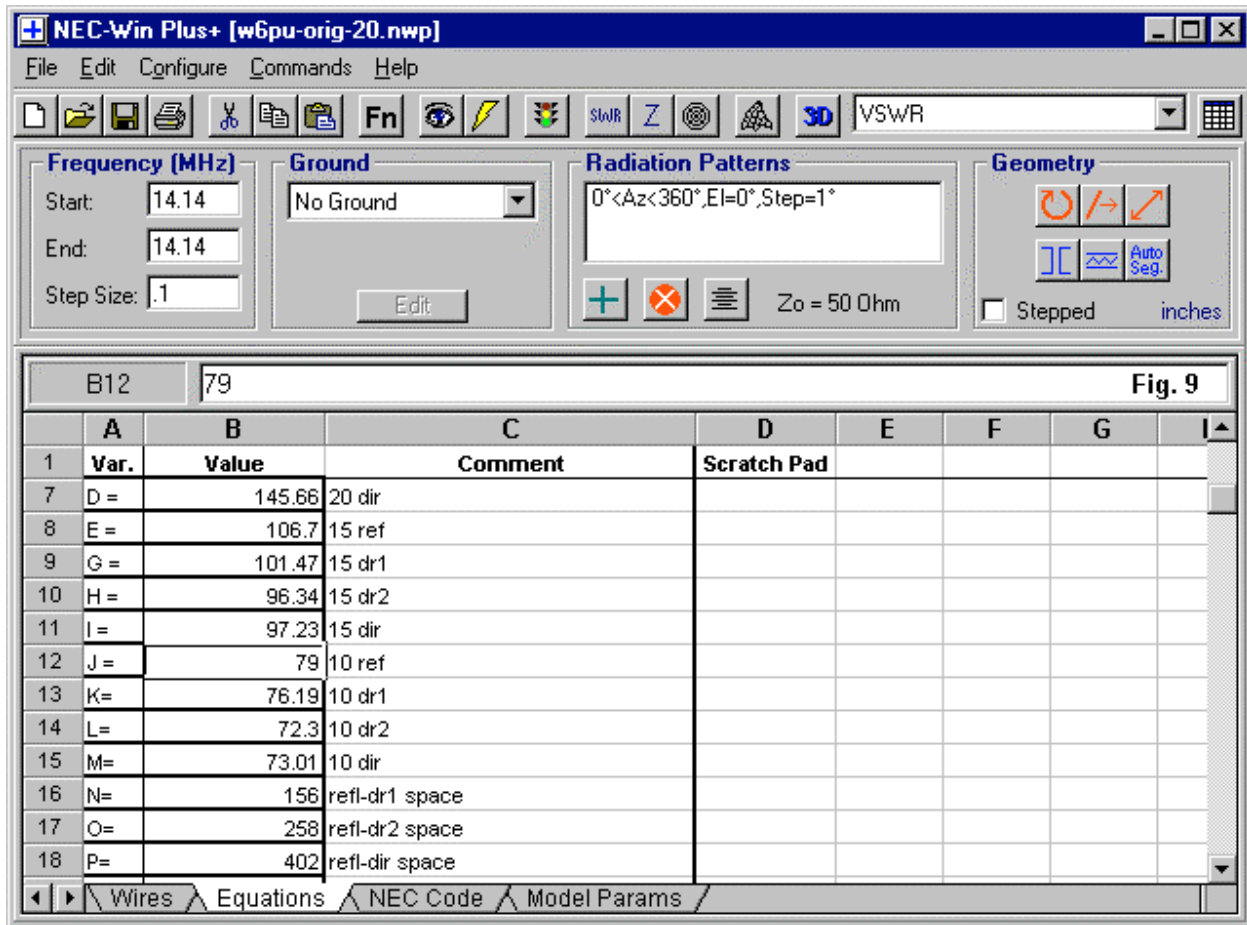 NEC-Win Plus+ [w6pu-orig-20.nwp]
File Edit Configure Commands Help
Fn SWR Z 3D VSWR
Frequency (MHz) Ground Radiation Patterns Geometry
Start: 14.14 No Ground 0°<Az<360°,El=0°,Step=1°
End: 14.14 Auto Seg.
Step Size: .1 Edit Zo = 50 Ohm Stepped inches
B12 79 Fig. 9
A B C D E F G I
1 Var. Value Comment Scratch Pad
7 D = 145.66 20 dir
8 E = 106.7 15 ref
9 G = 101.47 15 dr1
10 H = 96.34 15 dr2
11 I = 97.23 15 dir
12 J = 79 10 ref
13 K= 76.19 10 dr1
14 L= 72.3 10 dr2
15 M= 73.01 10 dir
16 N= 156 refl-dr1 space
17 O= 258 refl-dr2 space
18 P= 402 refl-dir space
Wires Equations NEC Code Model Params